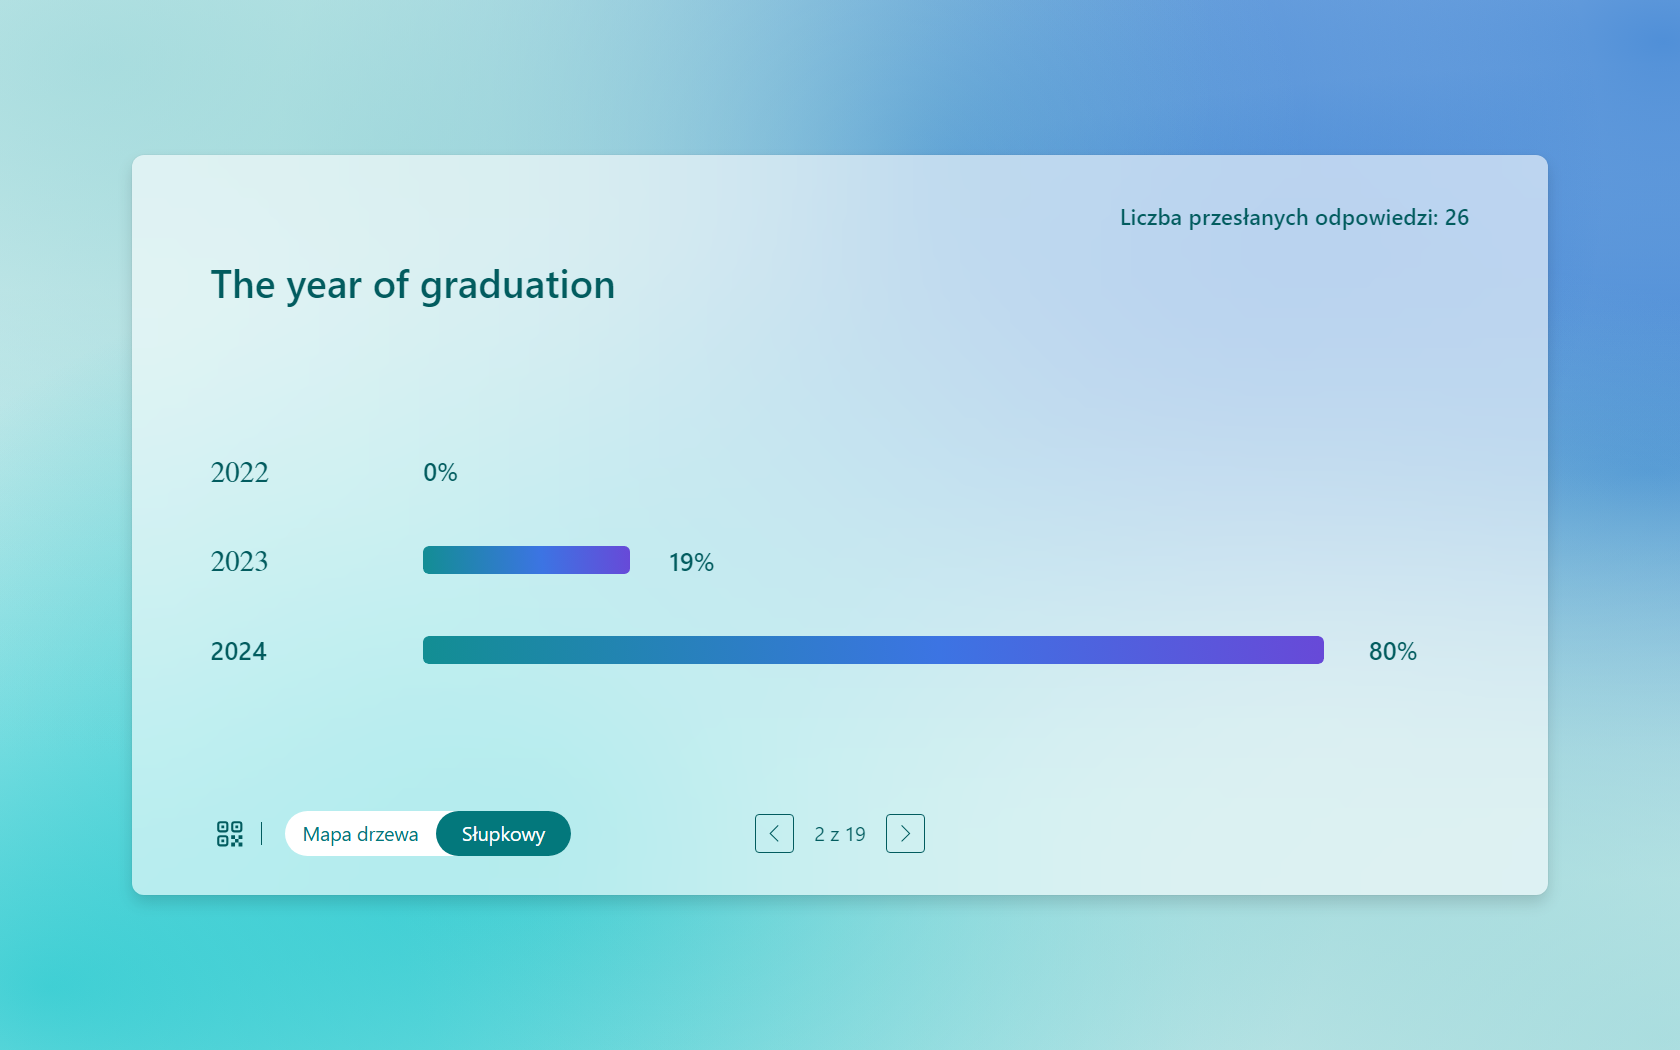 Liczba przesłanych odpowiedzi: 26
The year of graduation
2022 0%
2023 19%
2024 80%
Mapa drzewa Słupkowy 2 z 19